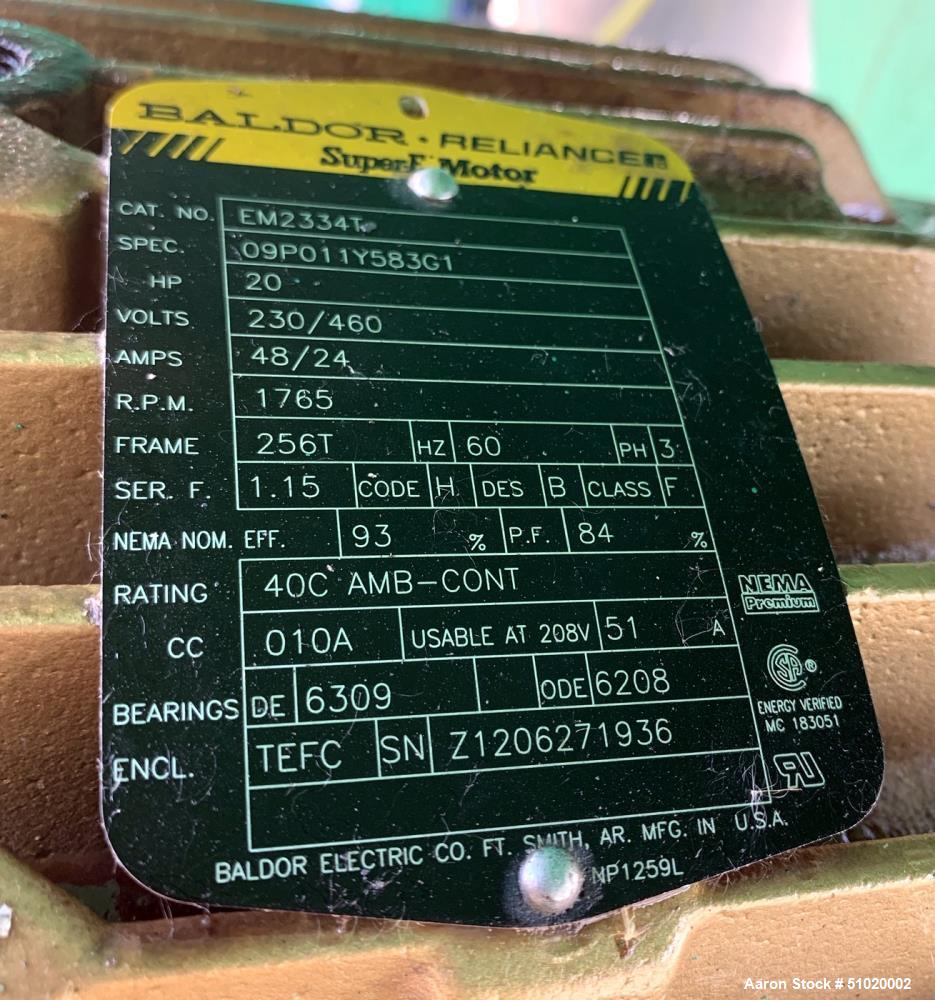 BALDOR · RELIANCER
Super-E Motor
CAT. NO. EM2334T
SPEC. 09P011Y583G1
HP 20
VOLTS 230/460
AMPS 48/24
R.P.M. 1765
FRAME 256T HZ 60 PH 3
SER. F. 1.15 CODE H DES B CLASS F
NEMA NOM. EFF. 93 % P.F. 84 %
RATING 40C AMB-CONT
NEMA
Premium
CC 010A USABLE AT 208V 51 A
SA ®
BEARINGS DE 6309 ODE 6208
ENERGY VERIFIED
MC 183051
ENCL. TEFC SN Z1206271936
BALDOR ELECTRIC CO. FT. SMITH, AR. MFG. IN U.S.A.
NP1259L
Aaron Stock # 51020002